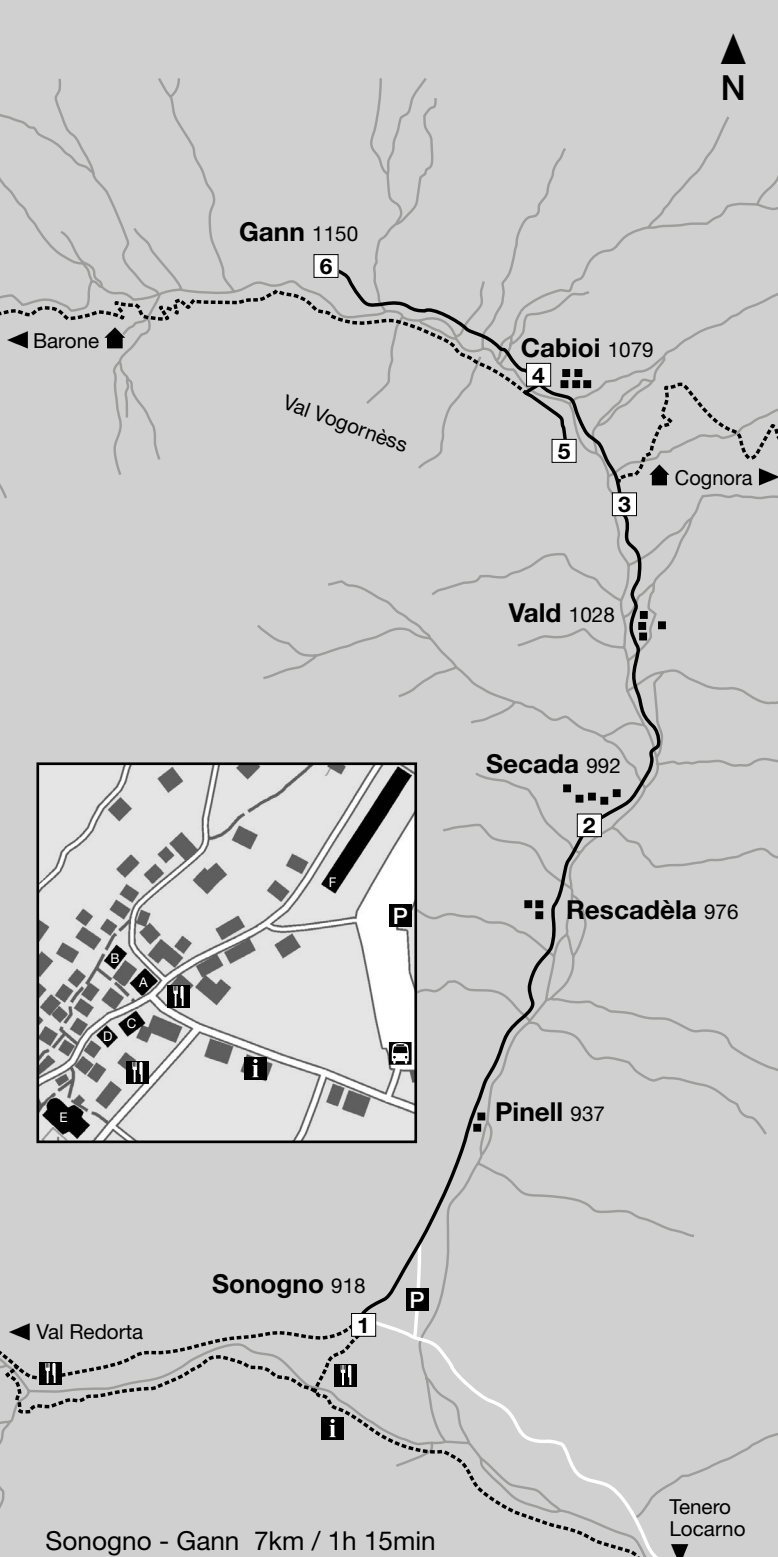 N
Gann 1150
6
Barone
Cabioi 1079
4
Val Vogornèss
5
Cognora
3
Vald 1028
Secada 992
2
Rescadèla 976
F
P
B
A
C
D
i
E
Pinell 937
Sonogno 918
P
1
Val Redorta
i
Tenero
Locarno
Sonogno - Gann 7km / 1h 15min